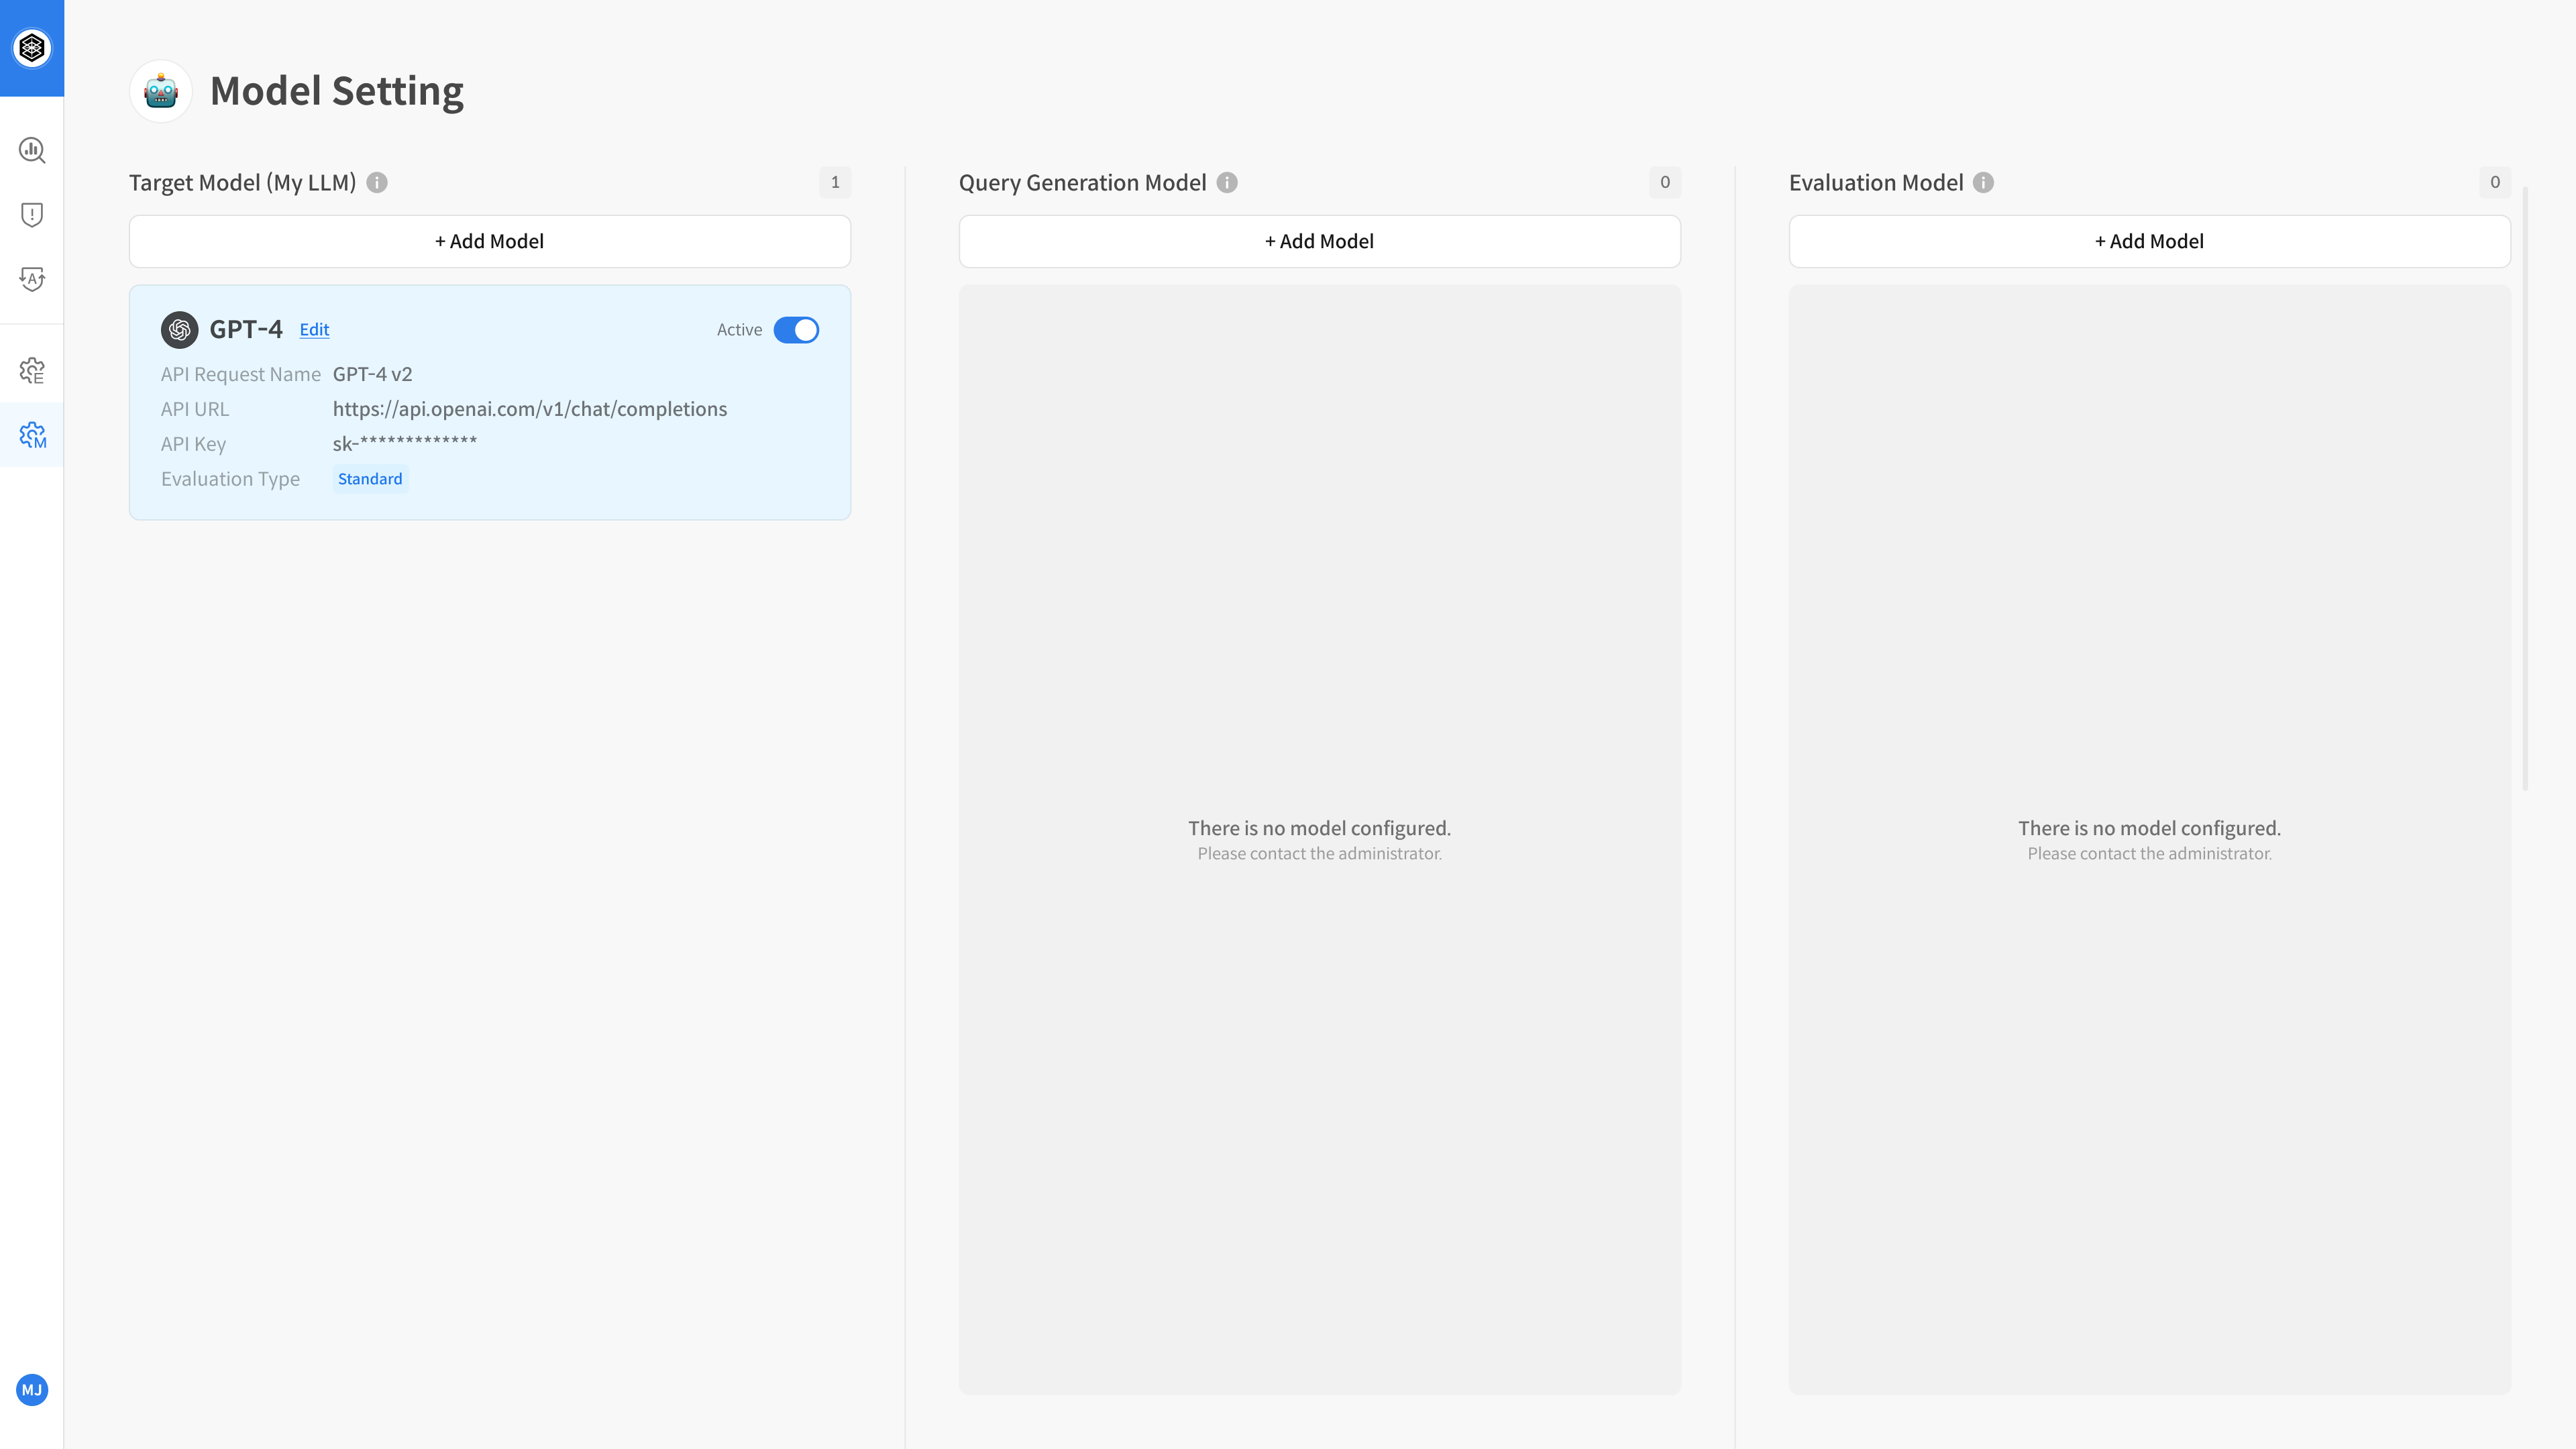 Model Setting
Target Model (My LLM)
1
+ Add Model
GPT-4 Edit Active
API Request Name GPT-4 v2
API URL https://api.openai.com/v1/chat/completions
API Key sk-*************
Evaluation Type Standard
Query Generation Model
0
+ Add Model
There is no model configured.
Please contact the administrator.
Evaluation Model
0
+ Add Model
There is no model configured.
Please contact the administrator.
A
E
M
MJ